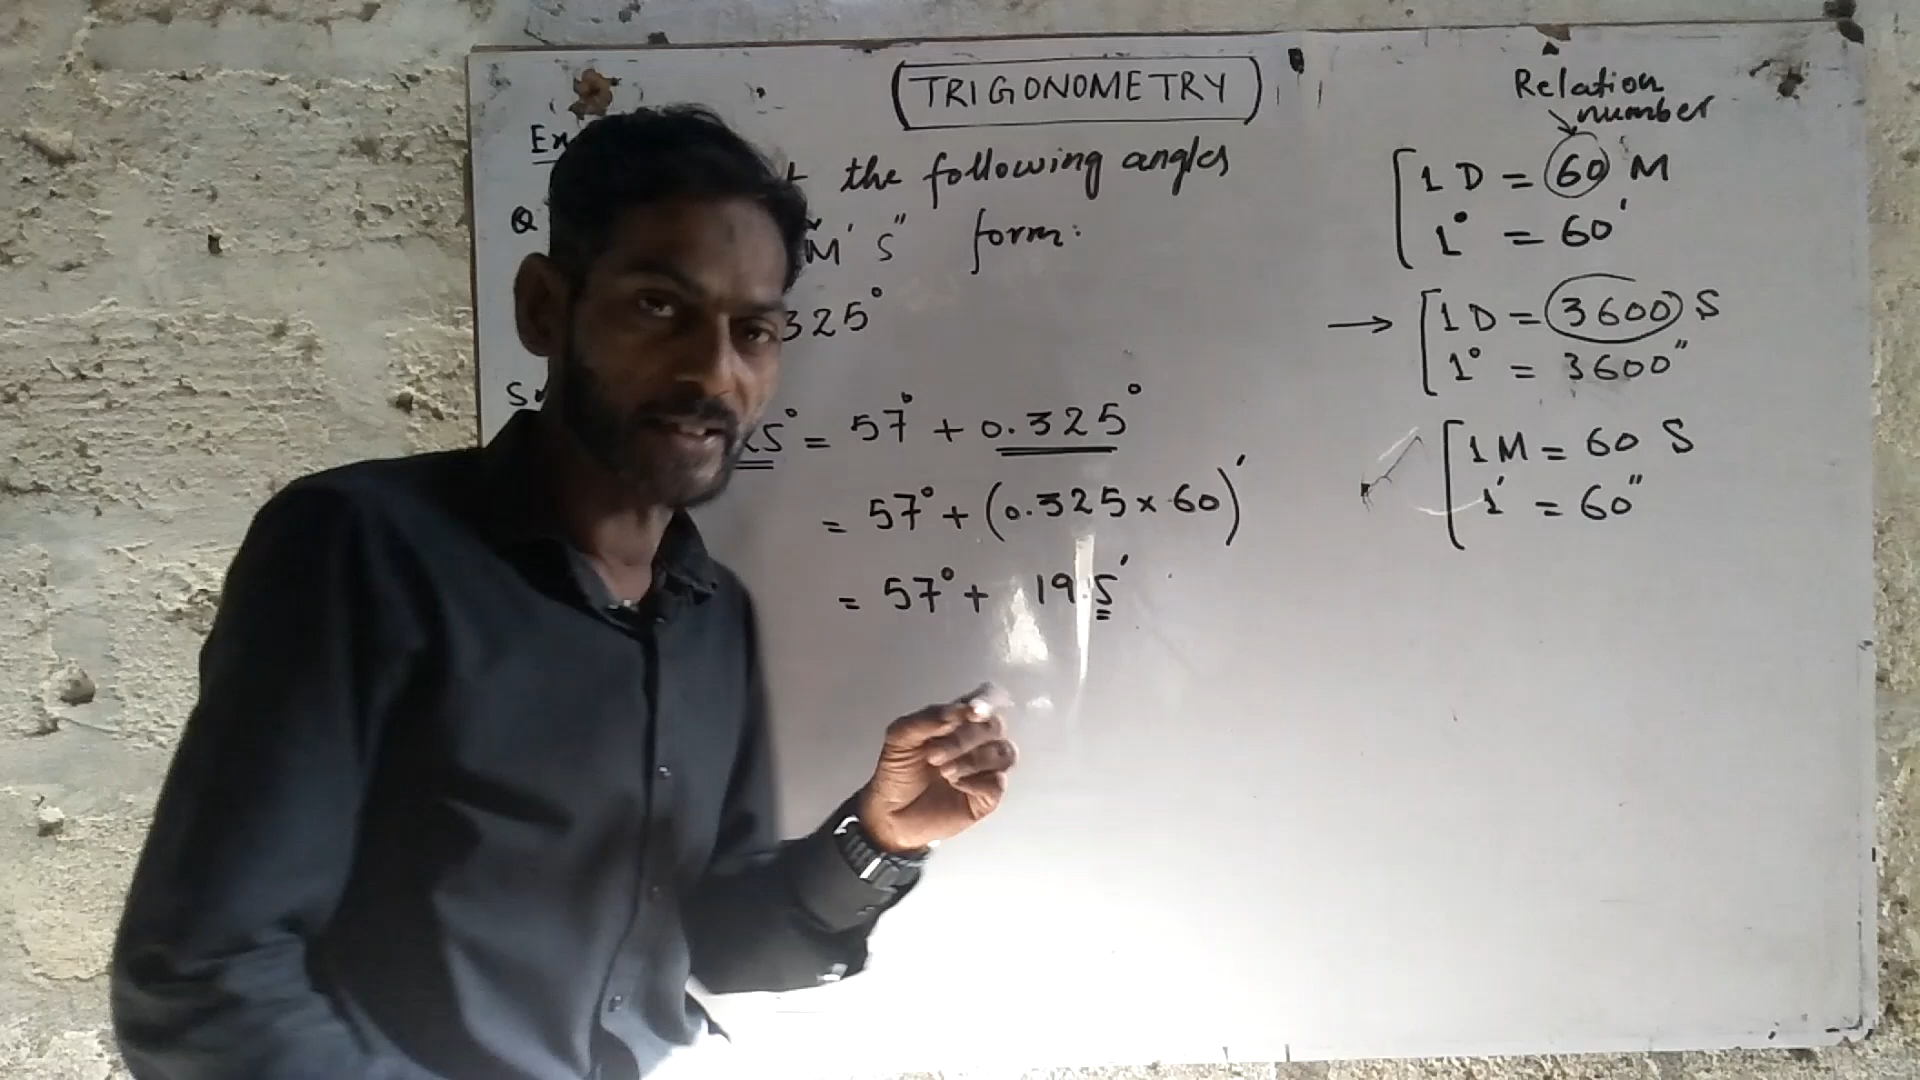 TRIGONOMETRY
Ex
the following angles
Q
M' S" form:
325°
= 57° + 0.325°
= 57° + (0.325 × 60)'
= 57° + 19.5'
Relation
number
1 D = 60 M
1° = 60'
→ 1 D = 3600 S
1° = 3600"
1 M = 60 S
1' = 60"